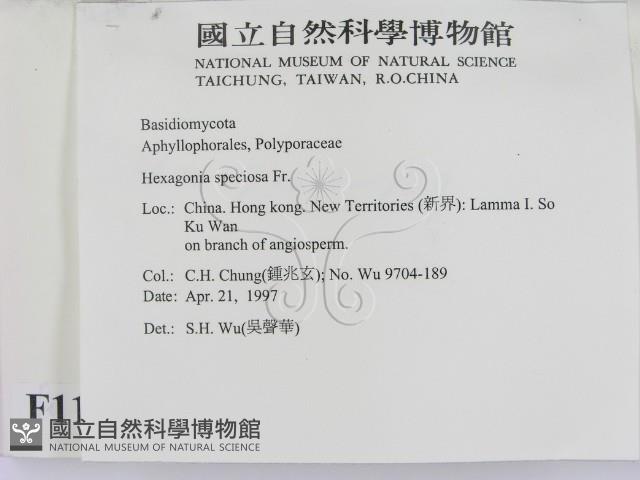 國立自然科學博物館
NATIONAL MUSEUM OF NATURAL SCIENCE
TAICHUNG, TAIWAN, R.O.CHINA
Basidiomycota
Aphyllophorales, Polyporaceae
Hexagonia speciosa Fr.
Loc.: China. Hong kong. New Territories (新界): Lamma I. So
Ku Wan
on branch of angiosperm.
Col.: C.H. Chung(鍾兆玄); No. Wu 9704-189
Date: Apr. 21, 1997
Det.: S.H. Wu(吳聲華)
F11
國立自然科學博物館
NATIONAL MUSEUM OF NATURAL SCIENCE